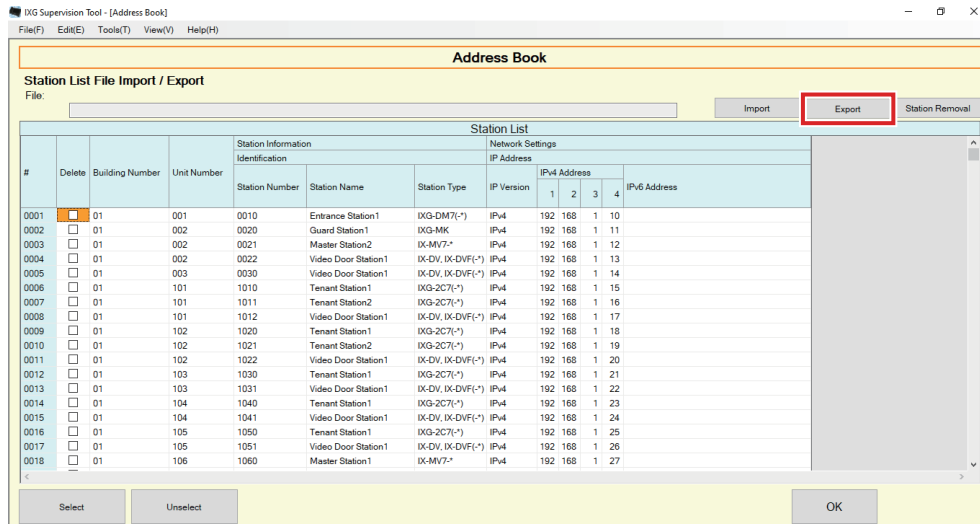 IXG Supervision Tool - [Address Book]
File(F) Edit(E) Tools(T) View(V) Help(H)
Address Book
Station List File Import / Export
File:
Import Export Station Removal
Station List
Station Information Network Settings
Identification IP Address
# Delete Building Number Unit Number Station Number Station Name Station Type IP Version IPv4 Address IPv6 Address
1 2 3 4
0001 01 001 0010 Entrance Station1 IXG-DM7(-*) IPv4 192 168 1 10
0002 01 002 0020 Guard Station1 IXG-MK IPv4 192 168 1 11
0003 01 002 0021 Master Station2 IX-MV7-* IPv4 192 168 1 12
0004 01 002 0022 Video Door Station1 IX-DV, IX-DVF(-*) IPv4 192 168 1 13
0005 01 003 0030 Video Door Station1 IX-DV, IX-DVF(-*) IPv4 192 168 1 14
0006 01 101 1010 Tenant Station1 IXG-2C7(-*) IPv4 192 168 1 15
0007 01 101 1011 Tenant Station2 IXG-2C7(-*) IPv4 192 168 1 16
0008 01 101 1012 Video Door Station1 IX-DV, IX-DVF(-*) IPv4 192 168 1 17
0009 01 102 1020 Tenant Station1 IXG-2C7(-*) IPv4 192 168 1 18
0010 01 102 1021 Tenant Station2 IXG-2C7(-*) IPv4 192 168 1 19
0011 01 102 1022 Video Door Station1 IX-DV, IX-DVF(-*) IPv4 192 168 1 20
0012 01 103 1030 Tenant Station1 IXG-2C7(-*) IPv4 192 168 1 21
0013 01 103 1031 Video Door Station1 IX-DV, IX-DVF(-*) IPv4 192 168 1 22
0014 01 104 1040 Tenant Station1 IXG-2C7(-*) IPv4 192 168 1 23
0015 01 104 1041 Video Door Station1 IX-DV, IX-DVF(-*) IPv4 192 168 1 24
0016 01 105 1050 Tenant Station1 IXG-2C7(-*) IPv4 192 168 1 25
0017 01 105 1051 Video Door Station1 IX-DV, IX-DVF(-*) IPv4 192 168 1 26
0018 01 106 1060 Master Station1 IX-MV7-* IPv4 192 168 1 27
Select Unselect OK